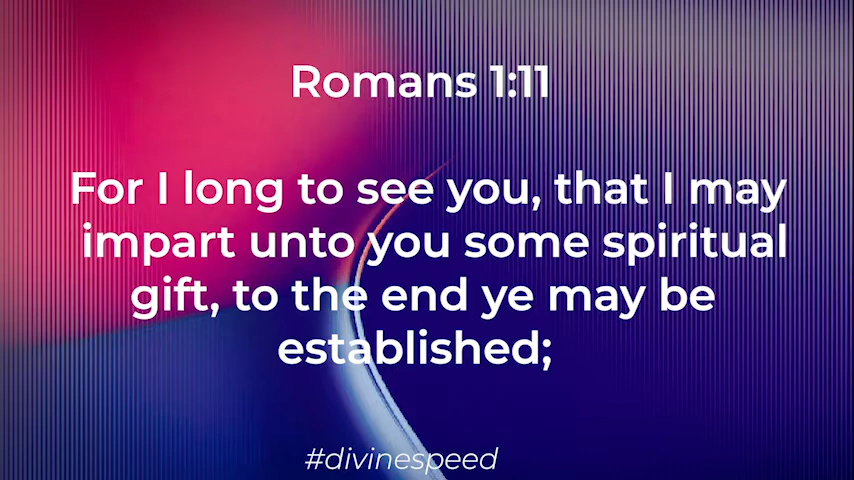 Romans 1:11
For I long to see you, that I may
impart unto you some spiritual
gift, to the end ye may be
established;
#divinespeed